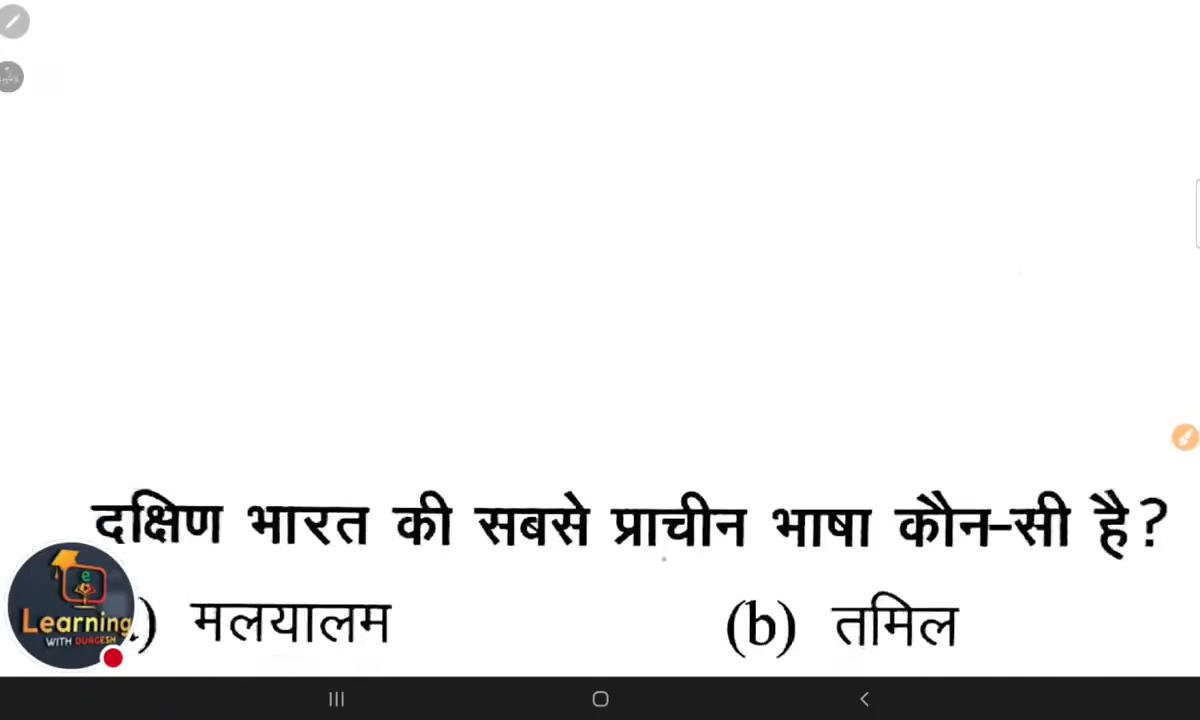 दक्षिण भारत की सबसे प्राचीन भाषा कौन-सी है?
) मलयालम (b) तमिल
e
Learning
WITH DURGESH